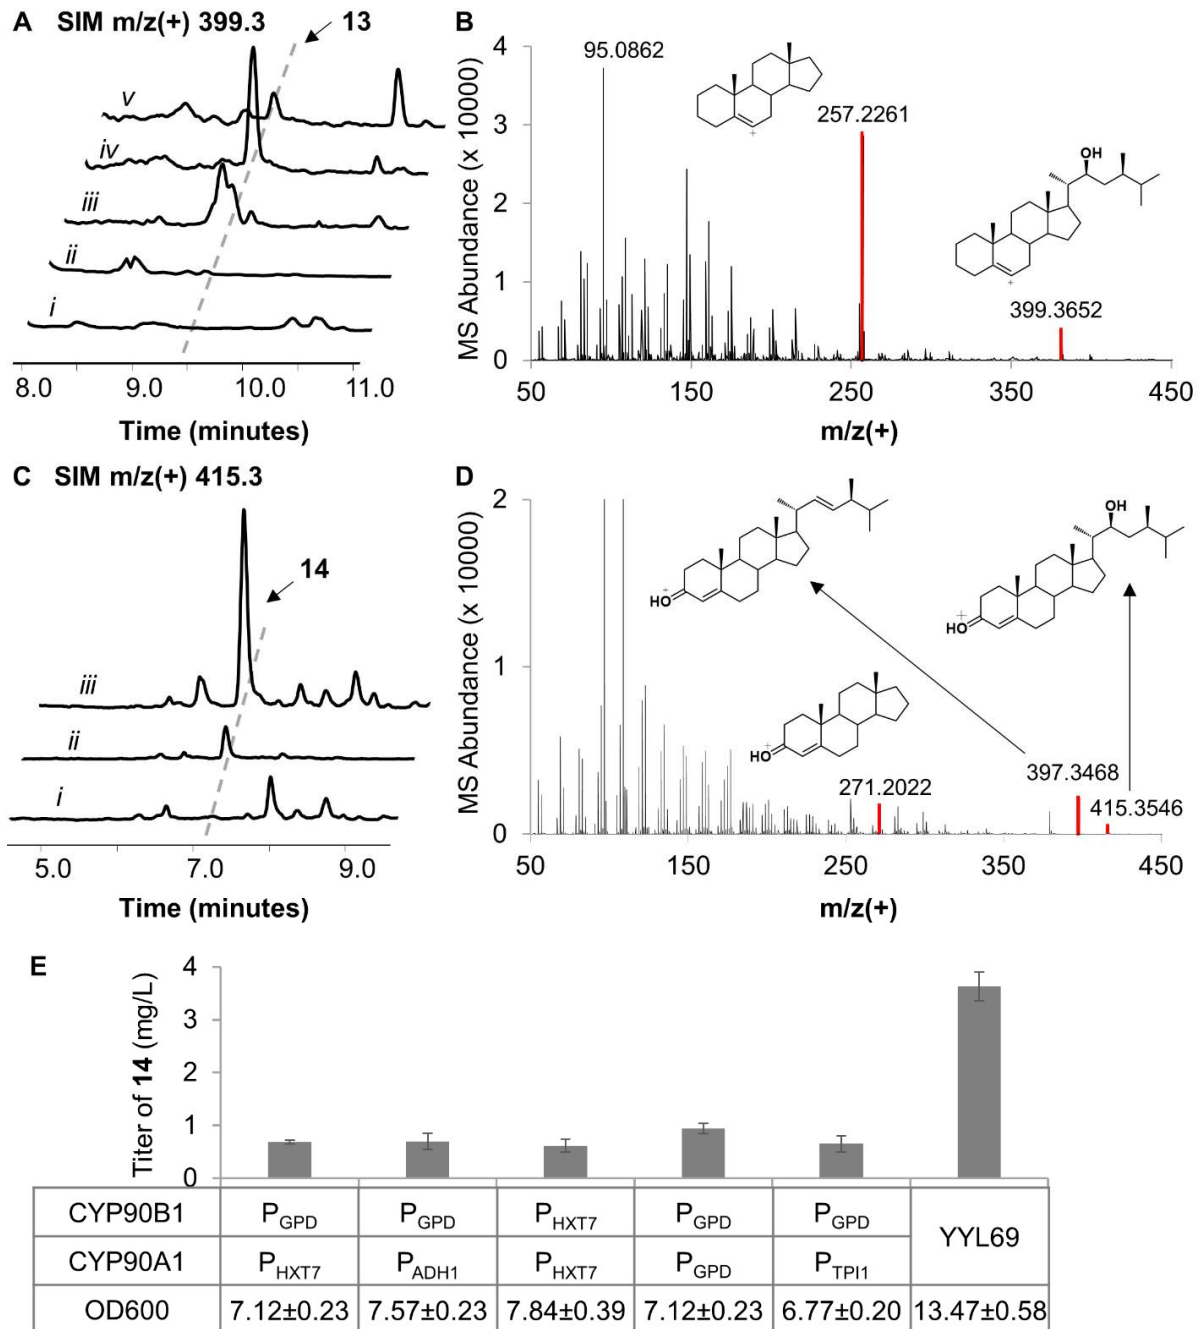 A SIM m/z(+) 399.3
13
v
iv
iii
ii
i
8.0 9.0 10.0 11.0
Time (minutes)
B
MS Abundance (x 10000)
4
3
2
1
0
95.0862
257.2261
399.3652
+
OH
+
50 150 250 350 450
m/z(+)
C SIM m/z(+) 415.3
14
iii
ii
i
5.0 7.0 9.0
Time (minutes)
D
MS Abundance (x 10000)
2
1
0
HO
+
OH
HO
+
HO
+
271.2022
397.3468
415.3546
50 150 250 350 450
m/z(+)
E
Titer of 14 (mg/L)
4
3
2
1
0
CYP90B1 PGPD PGPD PHXT7 PGPD PGPD YYL69
CYP90A1 PHXT7 PADH1 PHXT7 PGPD PTPI1
OD600 7.12±0.23 7.57±0.23 7.84±0.39 7.12±0.23 6.77±0.20 13.47±0.58